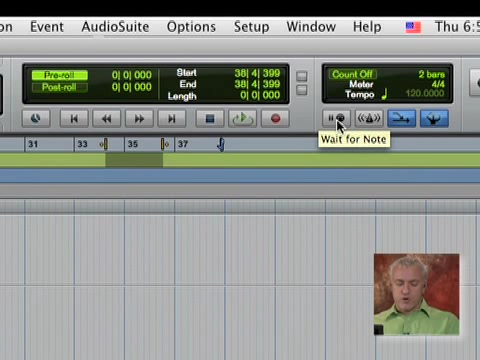 on Event AudioSuite Options Setup Window Help Thu 6:5
Pre-roll 0| 0| 000 Start 38| 4| 399
Post-roll 0| 0| 000 End 38| 4| 399
Length 0| 0| 000
Count Off 2 bars
Meter 4/4
Tempo 120.0000
Wait for Note
31 33 35 37